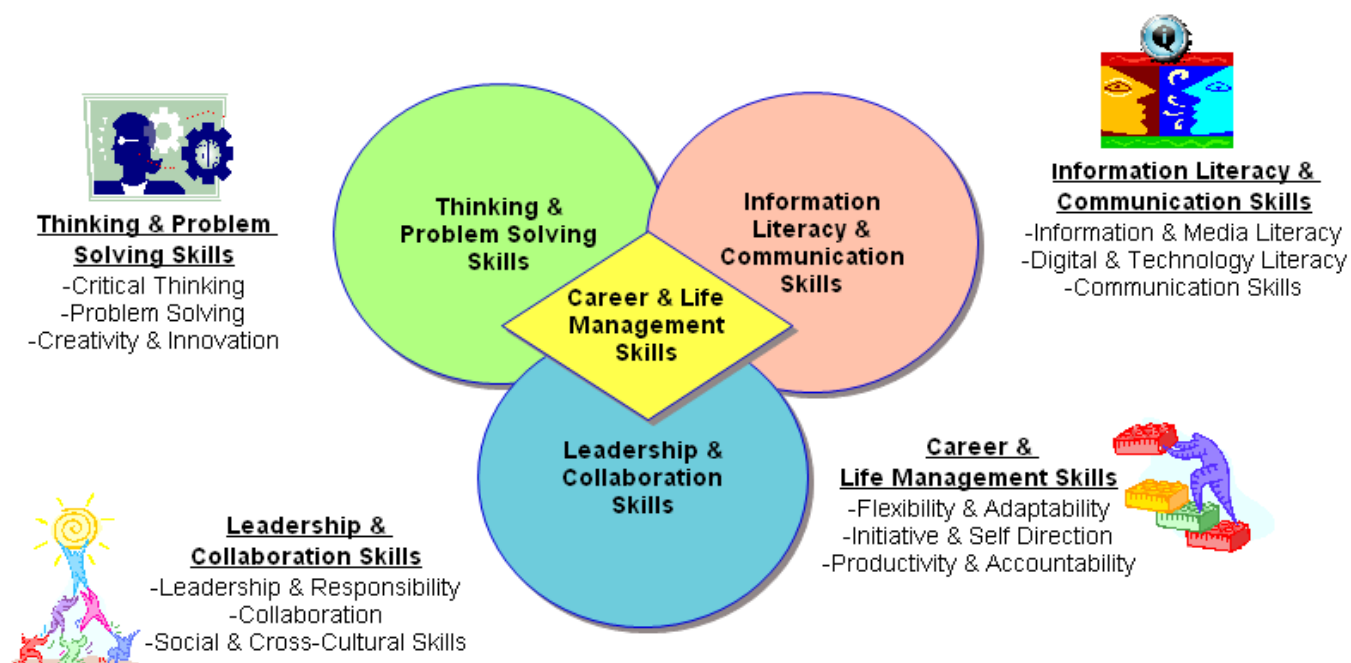 Thinking & Problem
Solving Skills
-Critical Thinking
-Problem Solving
-Creativity & Innovation
Thinking &
Problem Solving
Skills
Information
Literacy &
Communication
Skills
Career & Life
Management
Skills
Leadership &
Collaboration
Skills
Information Literacy &
Communication Skills
-Information & Media Literacy
-Digital & Technology Literacy
-Communication Skills
Leadership &
Collaboration Skills
-Leadership & Responsibility
-Collaboration
-Social & Cross-Cultural Skills
Career &
Life Management Skills
-Flexibility & Adaptability
-Initiative & Self Direction
-Productivity & Accountability